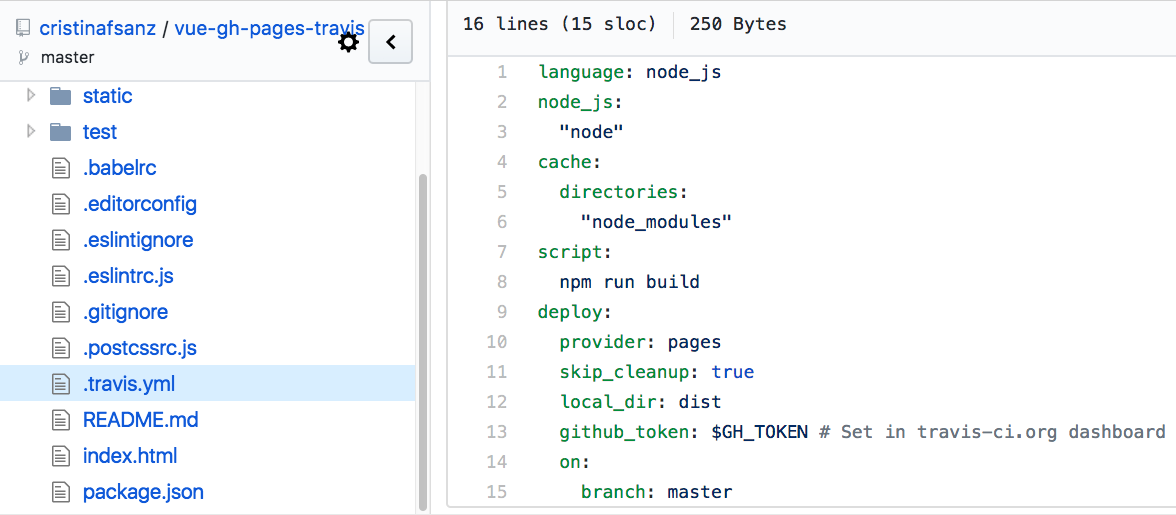 cristinafsanz / vue-gh-pages-travis
master
static
test
.babelrc
.editorconfig
.eslintignore
.eslintrc.js
.gitignore
.postcssrc.js
.travis.yml
README.md
index.html
package.json
16 lines (15 sloc) 250 Bytes
1 language: node_js
2 node_js:
3 "node"
4 cache:
5 directories:
6 "node_modules"
7 script:
8 npm run build
9 deploy:
10 provider: pages
11 skip_cleanup: true
12 local_dir: dist
13 github_token: $GH_TOKEN # Set in travis-ci.org dashboard
14 on:
15 branch: master